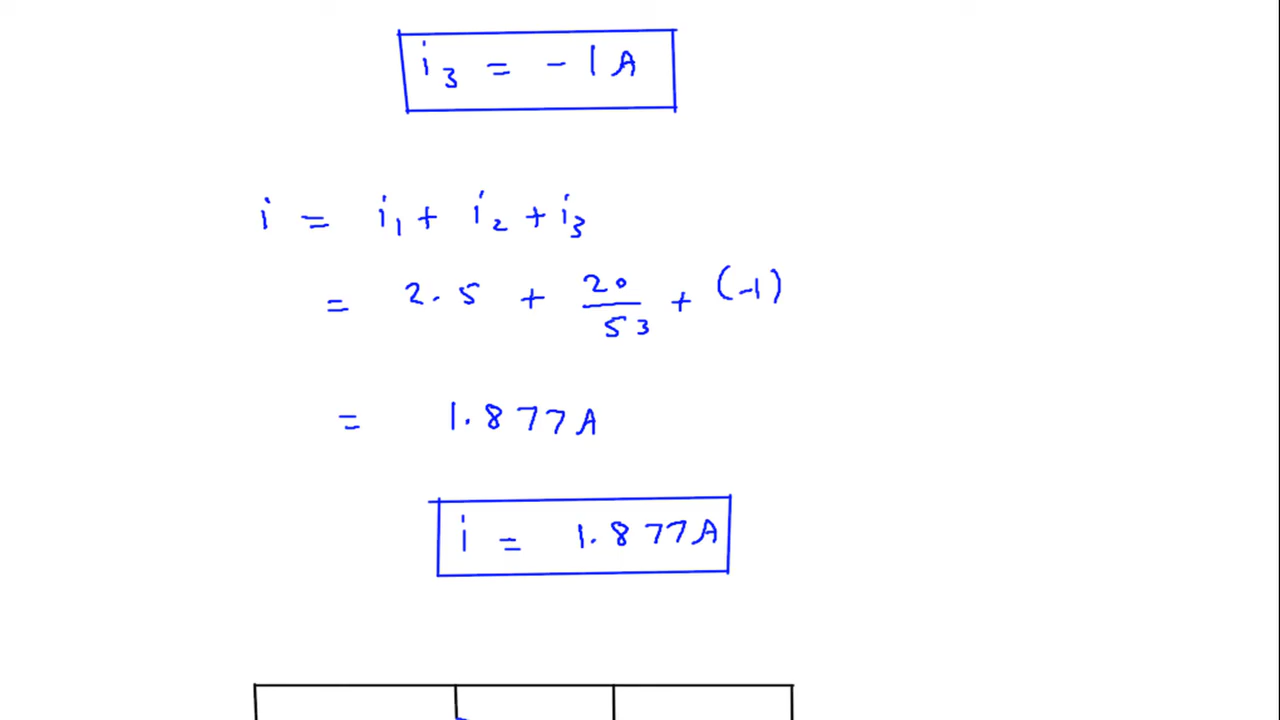 i₃ = -1A
i = i₁ + i₂ + i₃
= 2.5 + 20/53 + (-1)
= 1.877A
i = 1.877A